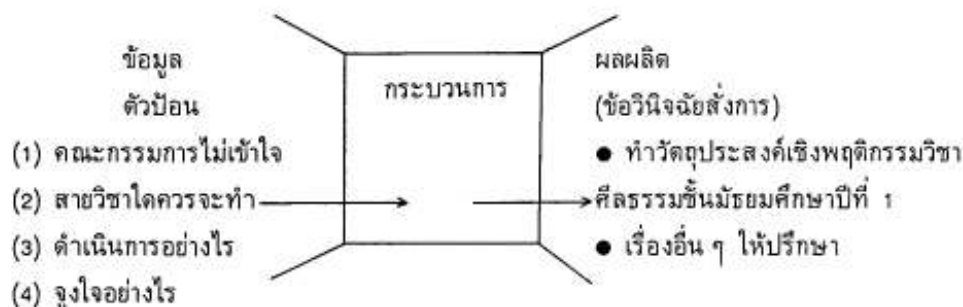 ข้อมูล
ตัวป้อน
(1) คณะกรรมการไม่เข้าใจ
(2) สายวิชาใดควรจะทำ
(3) ดำเนินการอย่างไร
(4) จูงใจอย่างไร
กระบวนการ
ผลผลิต
(ข้อวินิจฉัยสั่งการ)
● ทำวัตถุประสงค์เชิงพฤติกรรมวิชา
ศีลธรรมชั้นมัธยมศึกษาปีที่ 1
● เรื่องอื่น ๆ ให้ปรึกษา